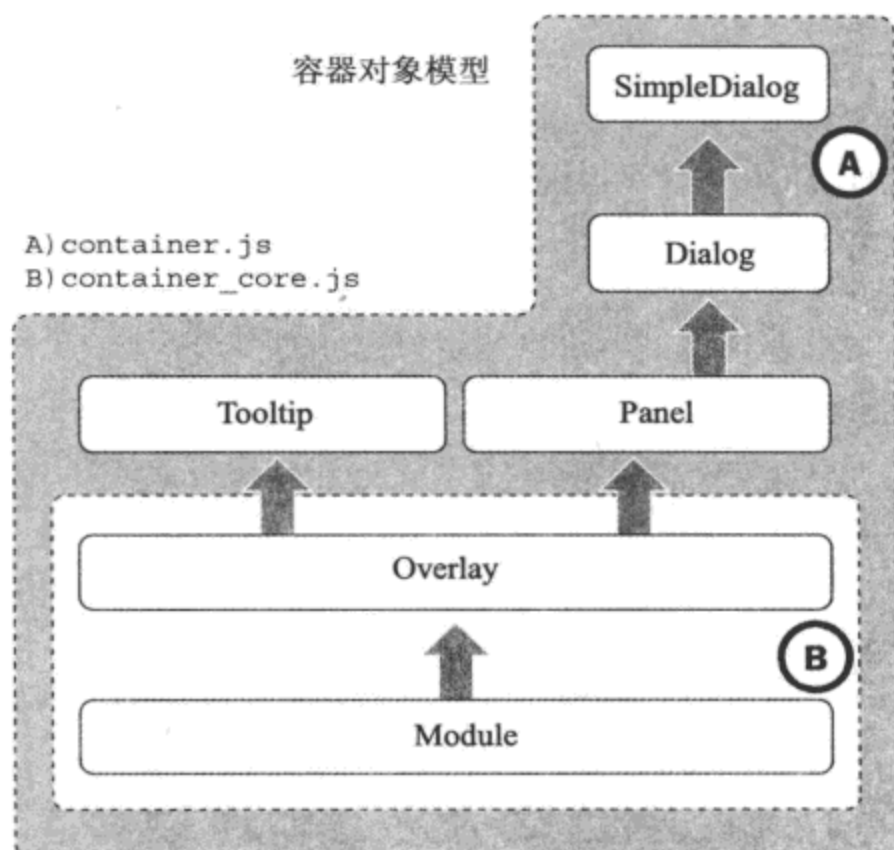 容器对象模型
SimpleDialog
A
A)container.js
B)container_core.js
Dialog
Tooltip
Panel
Overlay
B
Module